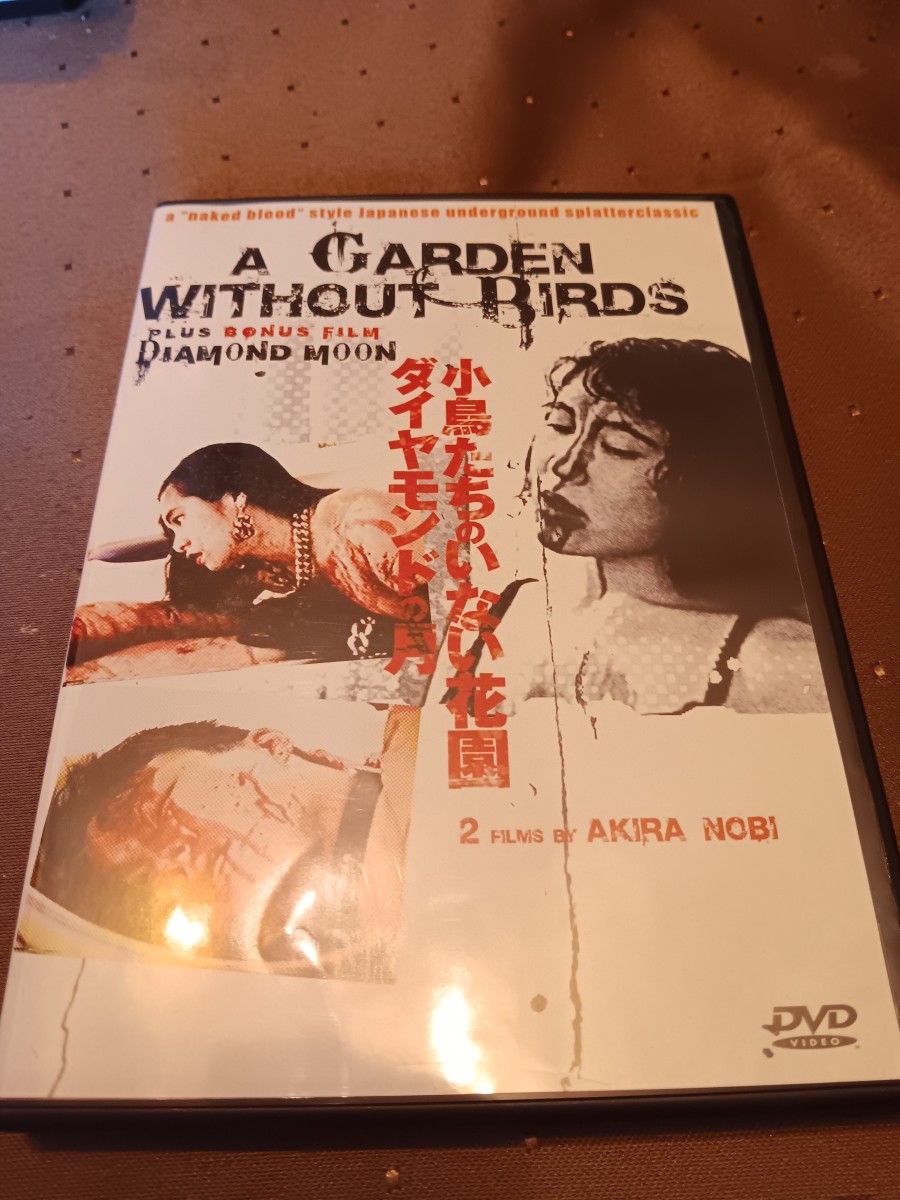 a "naked blood" style Japanese underground splatterclassic
A GARDEN
WITHOUT BIRDS
PLUS BONUS FILM
DIAMOND MOON
小鳥たちのいない花園
ダイヤモンドの月
2 FILMS BY AKIRA NOBI
DVD
VIDEO